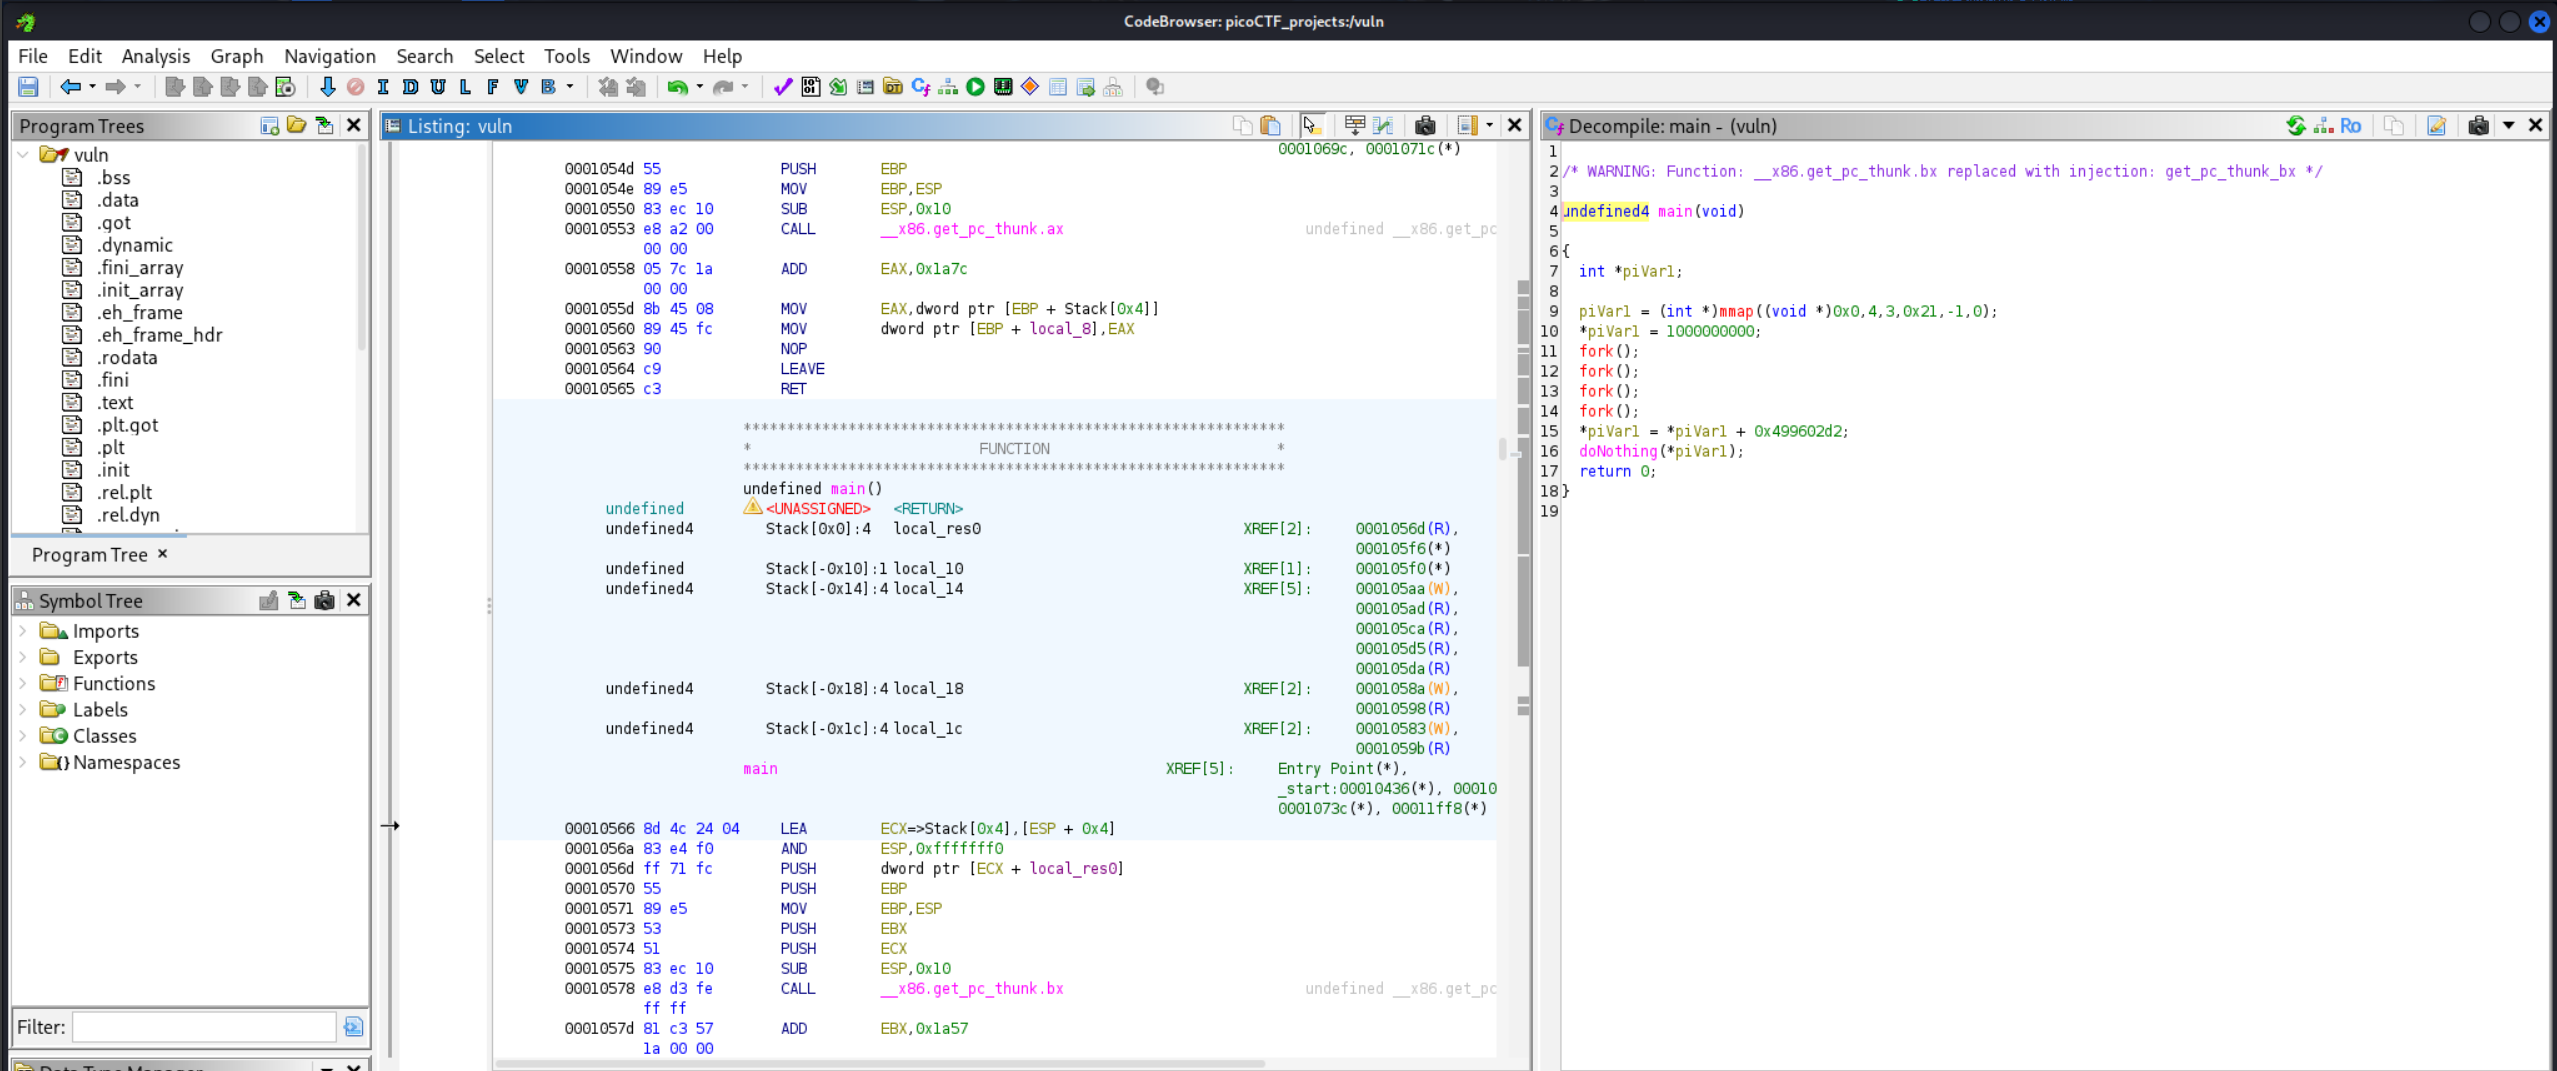 CodeBrowser: picoCTF_projects:/vuln
File Edit Analysis Graph Navigation Search Select Tools Window Help
I D U L F V B
Program Trees
vuln
.bss
.data
.got
.dynamic
.fini_array
.init_array
.eh_frame
.eh_frame_hdr
.rodata
.fini
.text
.plt.got
.plt
.init
.rel.plt
.rel.dyn
Program Tree ×
Symbol Tree
Imports
Exports
Functions
Labels
Classes
Namespaces
Filter:
Listing: vuln
0001069c, 0001071c(*)
0001054d 55 PUSH EBP
0001054e 89 e5 MOV EBP,ESP
00010550 83 ec 10 SUB ESP,0x10
00010553 e8 a2 00 CALL __x86.get_pc_thunk.ax undefined __x86.get_pc
00 00
00010558 05 7c 1a ADD EAX,0x1a7c
00 00
0001055d 8b 45 08 MOV EAX,dword ptr [EBP + Stack[0x4]]
00010560 89 45 fc MOV dword ptr [EBP + local_8],EAX
00010563 90 NOP
00010564 c9 LEAVE
00010565 c3 RET
*************************************************************
* FUNCTION *
*************************************************************
undefined main()
undefined <UNASSIGNED> <RETURN>
undefined4 Stack[0x0]:4 local_res0 XREF[2]: 0001056d(R),
000105f6(*)
undefined Stack[-0x10]:1 local_10 XREF[1]: 000105f0(*)
undefined4 Stack[-0x14]:4 local_14 XREF[5]: 000105aa(W),
000105ad(R),
000105ca(R),
000105d5(R),
000105da(R)
undefined4 Stack[-0x18]:4 local_18 XREF[2]: 0001058a(W),
00010598(R)
undefined4 Stack[-0x1c]:4 local_1c XREF[2]: 00010583(W),
0001059b(R)
main XREF[5]: Entry Point(*),
_start:00010436(*), 00010
0001073c(*), 00011ff8(*)
00010566 8d 4c 24 04 LEA ECX=>Stack[0x4],[ESP + 0x4]
0001056a 83 e4 f0 AND ESP,0xfffffff0
0001056d ff 71 fc PUSH dword ptr [ECX + local_res0]
00010570 55 PUSH EBP
00010571 89 e5 MOV EBP,ESP
00010573 53 PUSH EBX
00010574 51 PUSH ECX
00010575 83 ec 10 SUB ESP,0x10
00010578 e8 d3 fe CALL __x86.get_pc_thunk.bx undefined __x86.get_pc
ff ff
0001057d 81 c3 57 ADD EBX,0x1a57
1a 00 00
Decompile: main - (vuln)
Ro
1
2 /* WARNING: Function: __x86.get_pc_thunk.bx replaced with injection: get_pc_thunk_bx */
3
4 undefined4 main(void)
5
6 {
7 int *piVar1;
8
9 piVar1 = (int *)mmap((void *)0x0,4,3,0x21,-1,0);
10 *piVar1 = 1000000000;
11 fork();
12 fork();
13 fork();
14 fork();
15 *piVar1 = *piVar1 + 0x499602d2;
16 doNothing(*piVar1);
17 return 0;
18 }
19